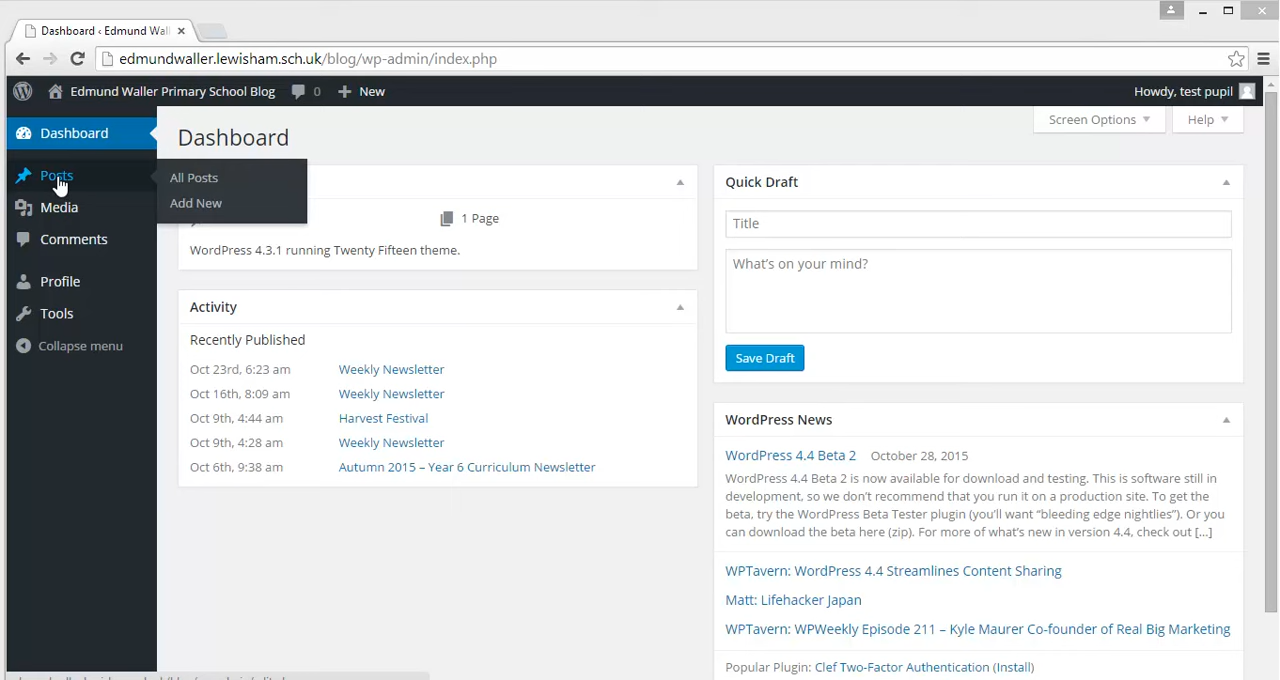 Dashboard ‹ Edmund Wall
edmundwaller.lewisham.sch.uk/blog/wp-admin/index.php
Edmund Waller Primary School Blog 0 New Howdy, test pupil
Dashboard
Posts
Media
Comments
Profile
Tools
Collapse menu
All Posts
Add New
Dashboard
Screen Options Help
1 Page
WordPress 4.3.1 running Twenty Fifteen theme.
Activity
Recently Published
Oct 23rd, 6:23 am Weekly Newsletter
Oct 16th, 8:09 am Weekly Newsletter
Oct 9th, 4:44 am Harvest Festival
Oct 9th, 4:28 am Weekly Newsletter
Oct 6th, 9:38 am Autumn 2015 – Year 6 Curriculum Newsletter
Quick Draft
Title
What's on your mind?
Save Draft
WordPress News
WordPress 4.4 Beta 2 October 28, 2015
WordPress 4.4 Beta 2 is now available for download and testing. This is software still in
development, so we don't recommend that you run it on a production site. To get the
beta, try the WordPress Beta Tester plugin (you'll want “bleeding edge nightlies”). Or you
can download the beta here (zip). For more of what's new in version 4.4, check out [...]
WPTavern: WordPress 4.4 Streamlines Content Sharing
Matt: Lifehacker Japan
WPTavern: WPWeekly Episode 211 – Kyle Maurer Co-founder of Real Big Marketing
Popular Plugin: Clef Two-Factor Authentication (Install)